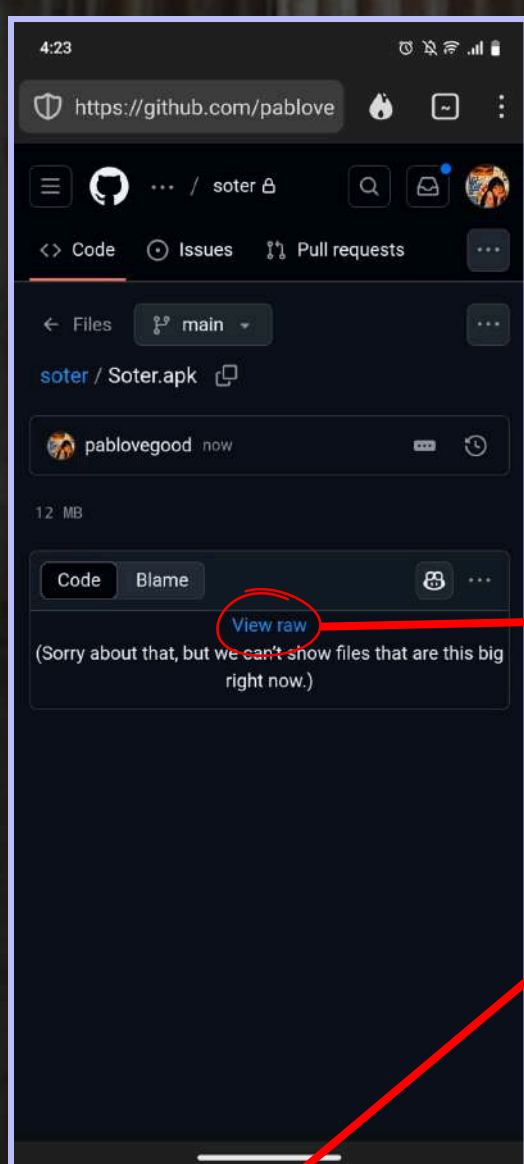 4:23
https://github.com/pablove
... / soter
<> Code Issues Pull requests ...
← Files main ...
soter / Soter.apk
pablovegood now ...
12 MB
Code Blame ...
View raw
(Sorry about that, but we can't show files that are this big
right now.)